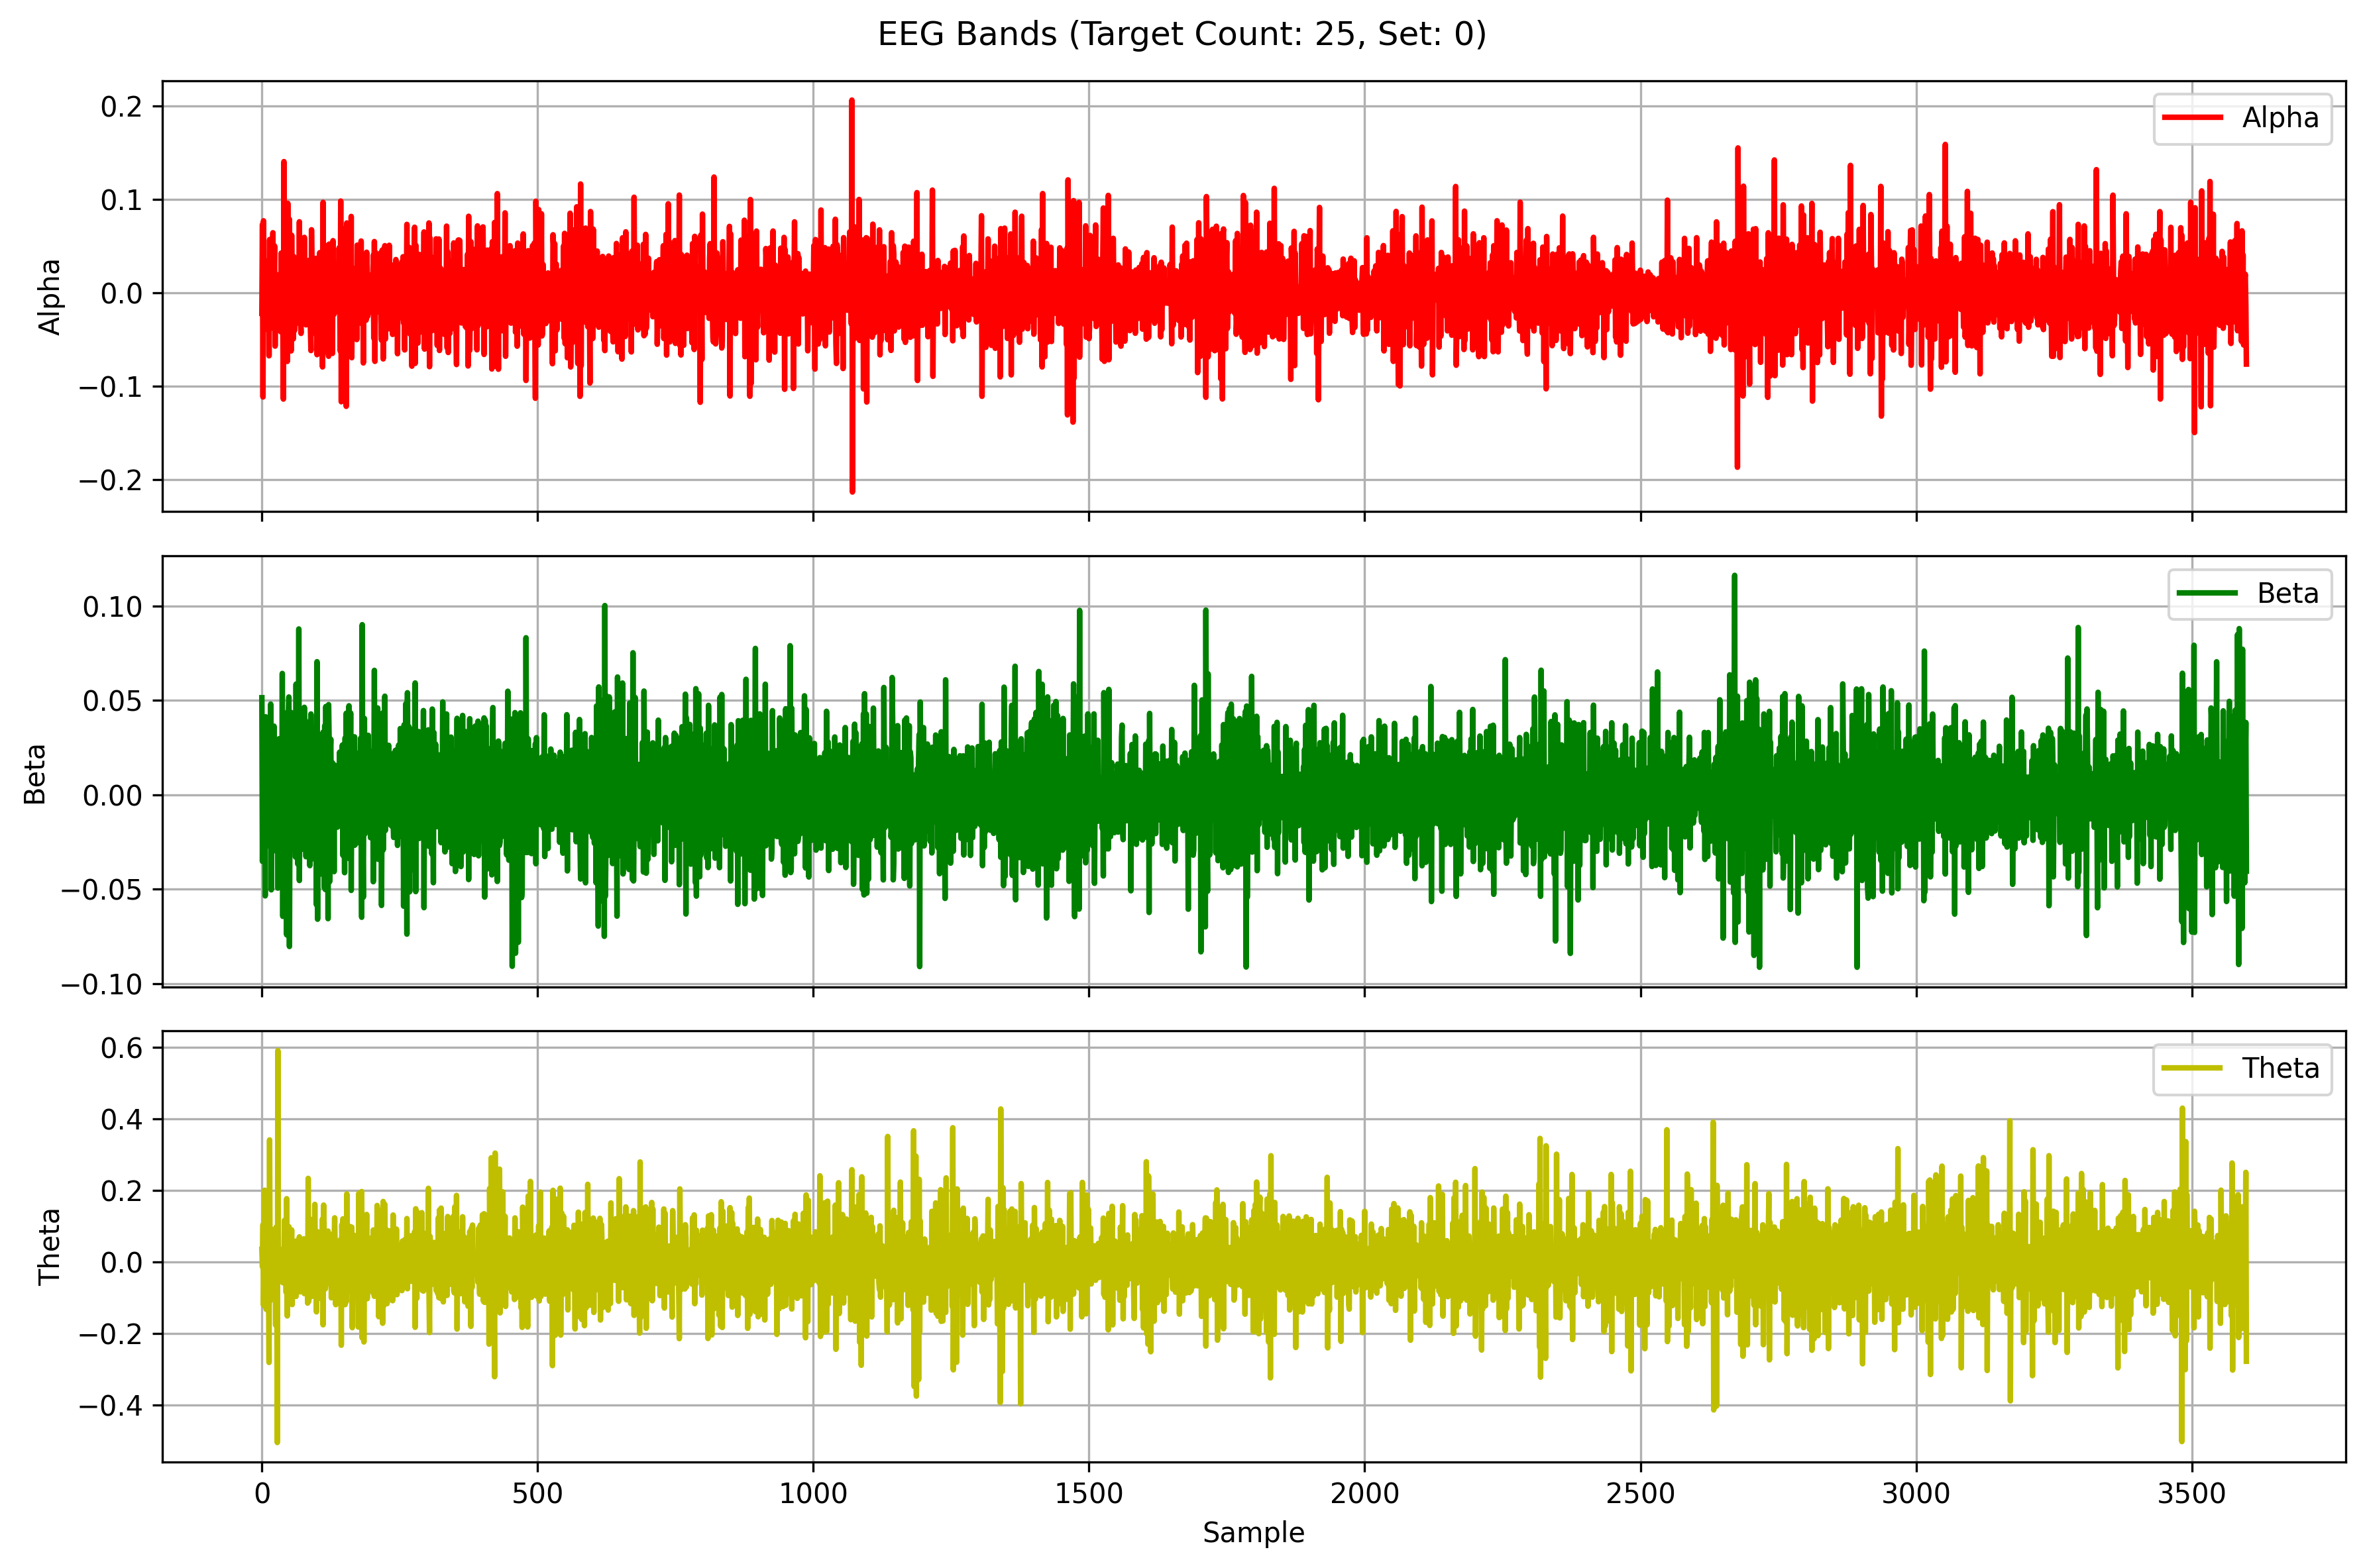 EEG Bands (Target Count: 25, Set: 0)
0.2
0.1
0.0
−0.1
−0.2
Alpha
Alpha
0.10
0.05
0.00
−0.05
−0.10
Beta
Beta
0.6
0.4
0.2
0.0
−0.2
−0.4
Theta
Theta
0 500 1000 1500 2000 2500 3000 3500
Sample